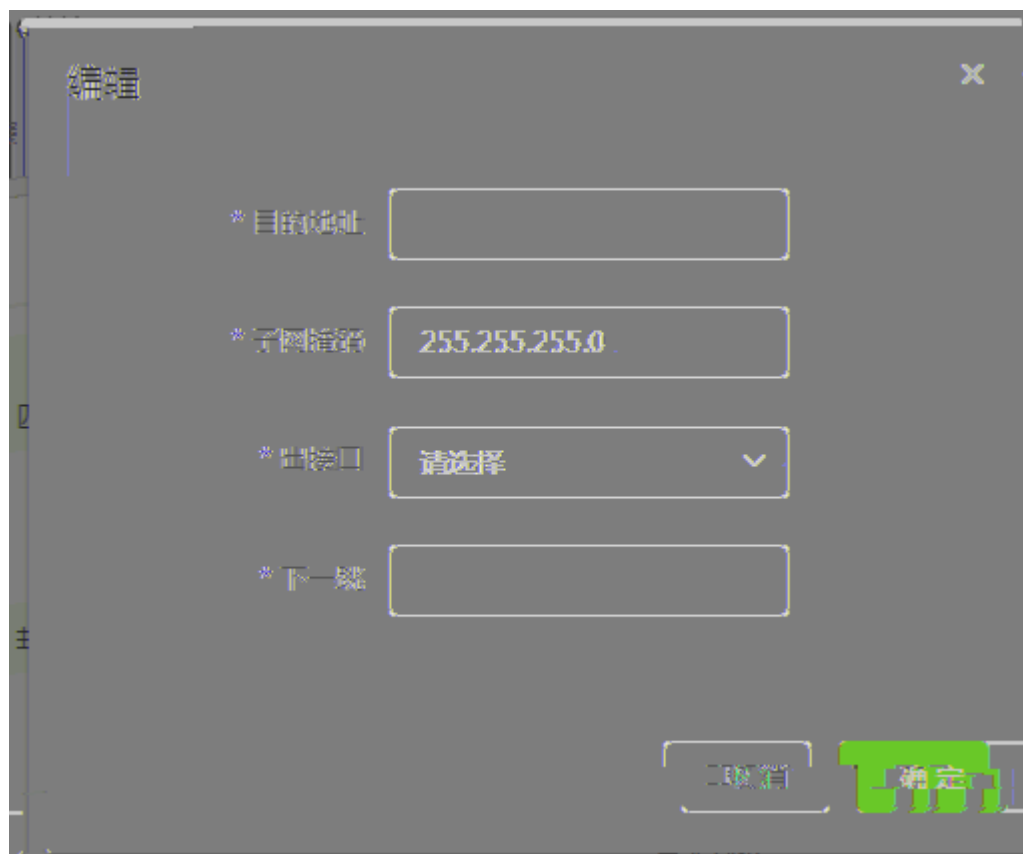 编辑
* 目的地址
* 子网掩码 255.255.255.0
* 出接口 请选择
* 下一跳
取消 确定